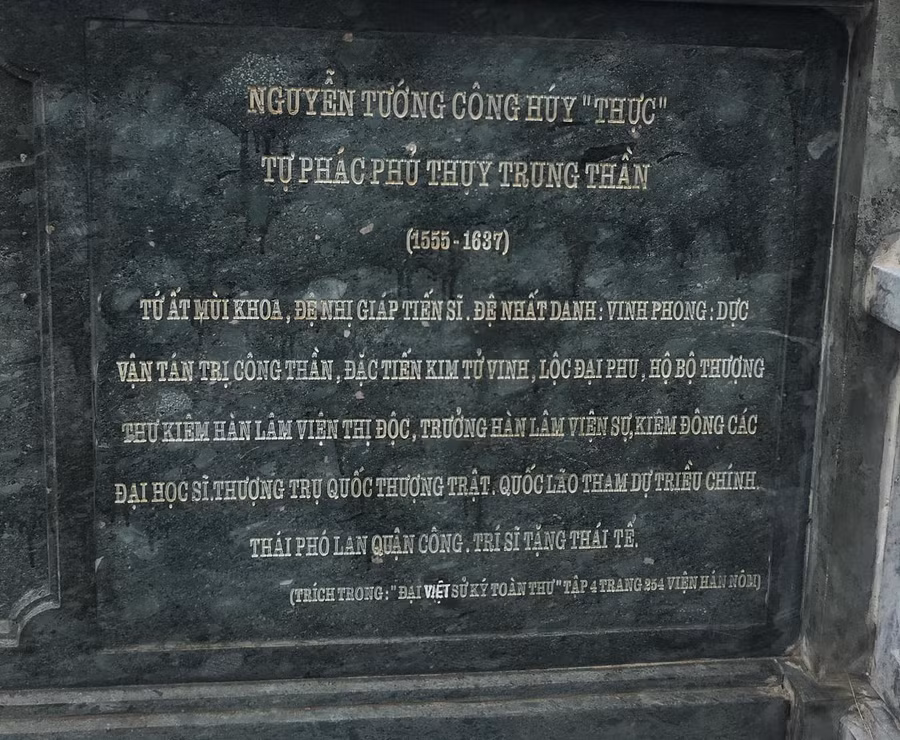 NGUYỄN TƯỚNG CÔNG HÚY "THỰC"
TỰ PHÁC PHỦ THUY TRUNG THẦN
(1555 - 1637)
TỨ ẤT MÙI KHOA, ĐỆ NHỊ GIÁP TIẾN SĨ. ĐỆ NHẤT DANH: VINH PHONG: DỰC
VẬN TÁN TRỊ CÔNG THẦN, ĐẶC TIẾN KIM TỬ VINH, LỘC ĐẠI PHU, HỘ BỘ THƯỢNG
THƯ KIÊM HÀN LÂM VIỆN THỊ ĐỘC, TRƯỞNG HÀN LÂM VIỆN SỰ, KIÊM ĐÔNG CÁC
ĐẠI HỌC SĨ. THƯỢNG TRỤ QUỐC THƯỢNG TRẬT. QUỐC LÃO THAM DỰ TRIỀU CHÍNH.
THÁI PHÓ LAN QUẬN CÔNG. TRÍ SĨ TẶNG THÁI TỂ.
(TRÍCH TRONG: "ĐẠI VIỆT SỬ KÝ TOÀN THƯ" TẬP 4 TRANG 254 VIỆN HÁN NÔM)